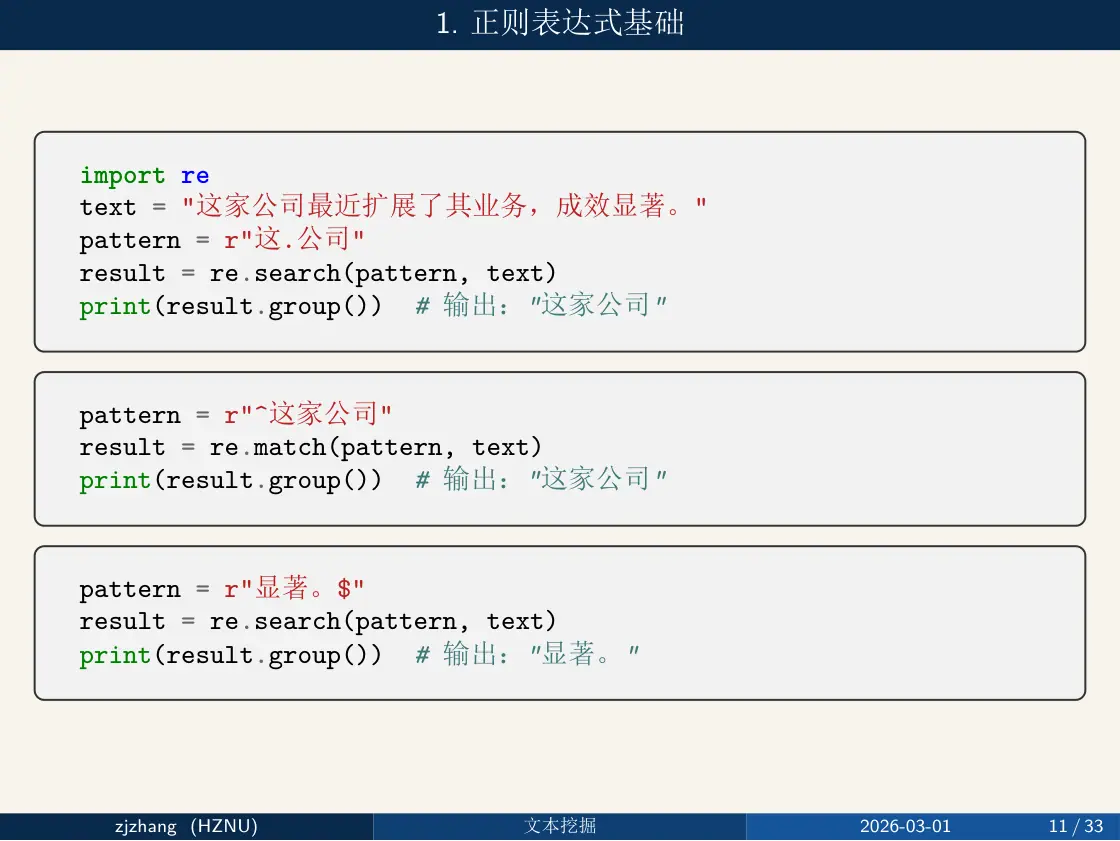 1. 正则表达式基础
import re
text = "这家公司最近扩展了其业务，成效显著。"
pattern = r"这.公司"
result = re.search(pattern, text)
print(result.group())  # 输出："这家公司"
pattern = r"^这家公司"
result = re.match(pattern, text)
print(result.group())  # 输出："这家公司"
pattern = r"显著。$"
result = re.search(pattern, text)
print(result.group())  # 输出："显著。"
zjzhang (HZNU) 文本挖掘 2026-03-01 11 / 33